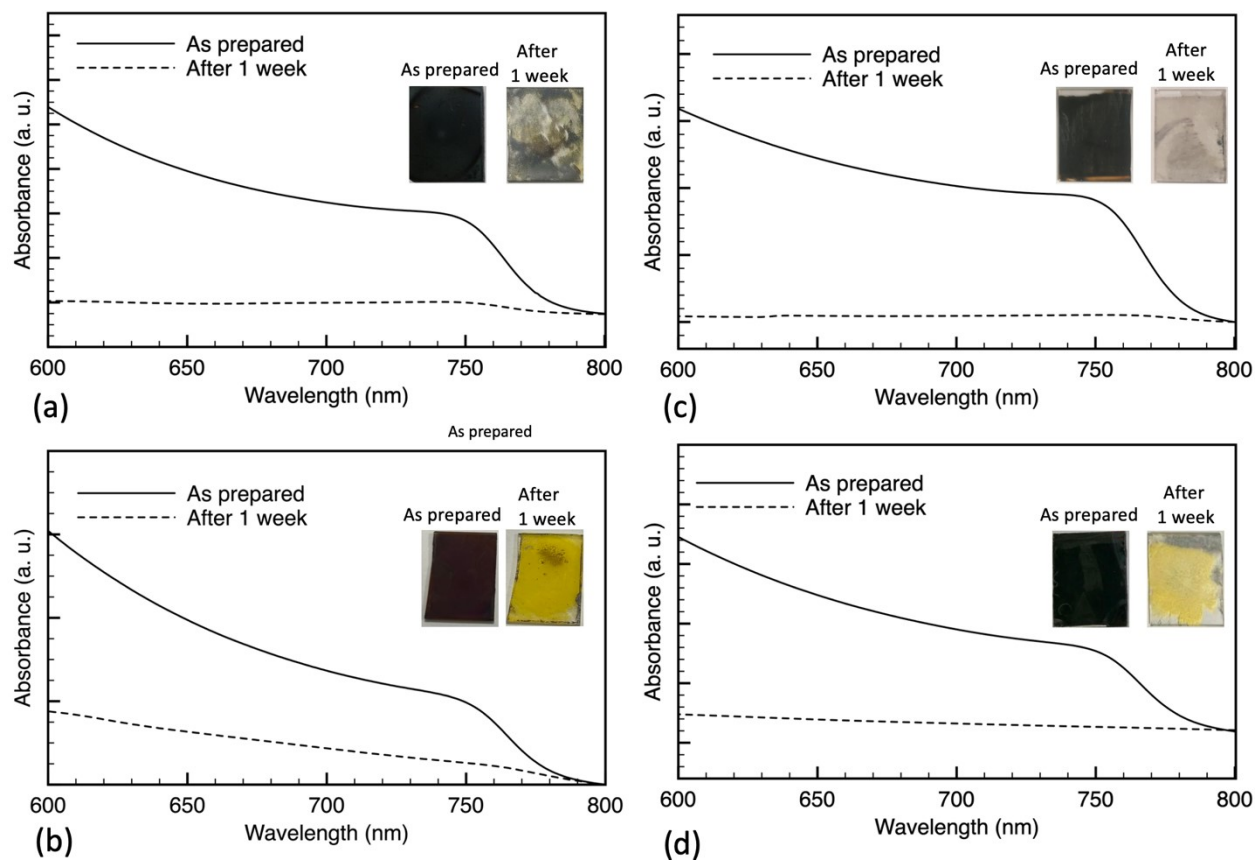 As prepared
After 1 week
As prepared
After
1 week
Absorbance (a. u.)
600
650
700
750
800
Wavelength (nm)
(a)
As prepared
After 1 week
As prepared
After
1 week
Absorbance (a. u.)
600
650
700
750
800
Wavelength (nm)
(c)
As prepared
As prepared
After 1 week
As prepared
After
1 week
Absorbance (a. u.)
600
650
700
750
800
Wavelength (nm)
(b)
As prepared
After 1 week
As prepared
After
1 week
Absorbance (a. u.)
600
650
700
750
800
Wavelength (nm)
(d)